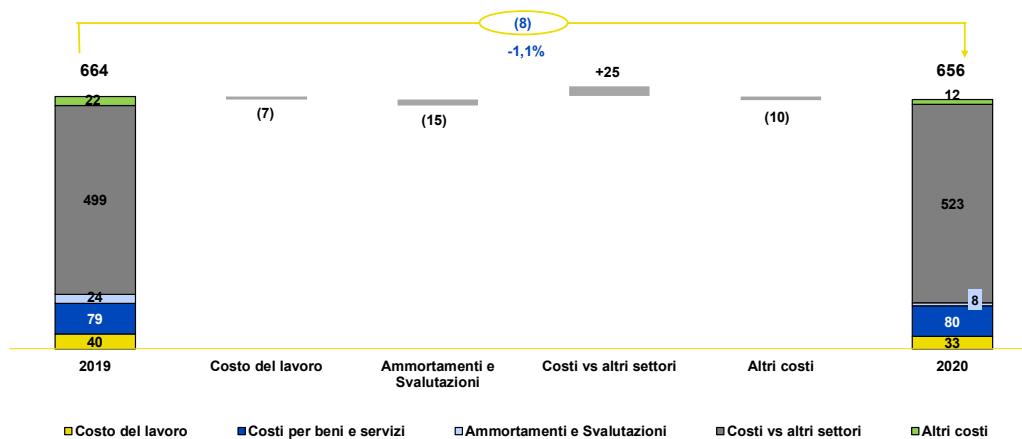 (8)
-1,1%
664
+25
656
22
(7)
(15)
(10)
12
499
523
24
8
79
80
40
33
2019
Costo del lavoro
Ammortamenti e
Svalutazioni
Costi vs altri settori
Altri costi
2020
Costo del lavoro
Costi per beni e servizi
Ammortamenti e Svalutazioni
Costi vs altri settori
Altri costi